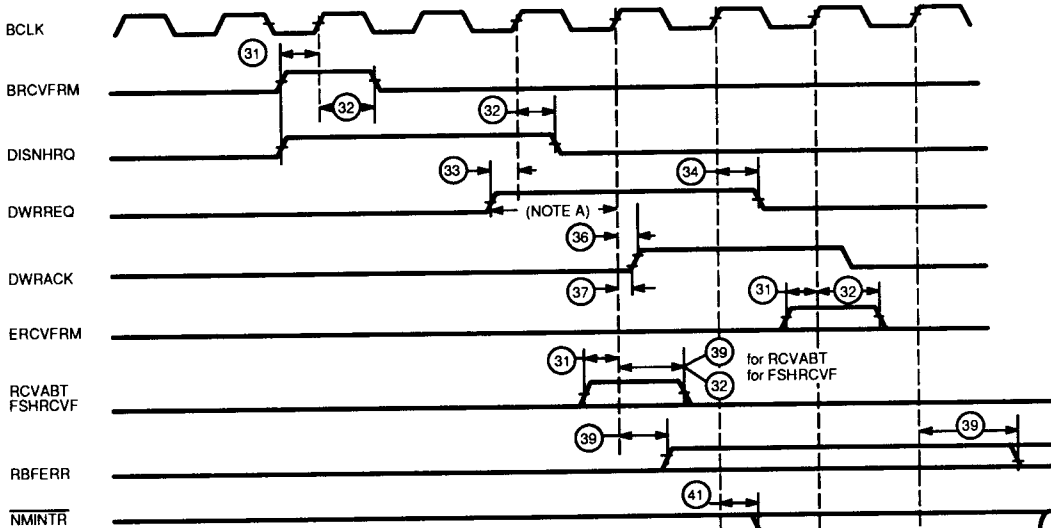 BCLK
31
BRCVFRM
32
32
DISNHRQ
33
34
DWRREQ
(NOTE A)
36
DWRACK
37
31
32
ERCVFRM
31
39
for RCVABT
32
for FSHRCVF
RCVABT
FSHRCVF
39
39
RBFERR
41
NMINTR